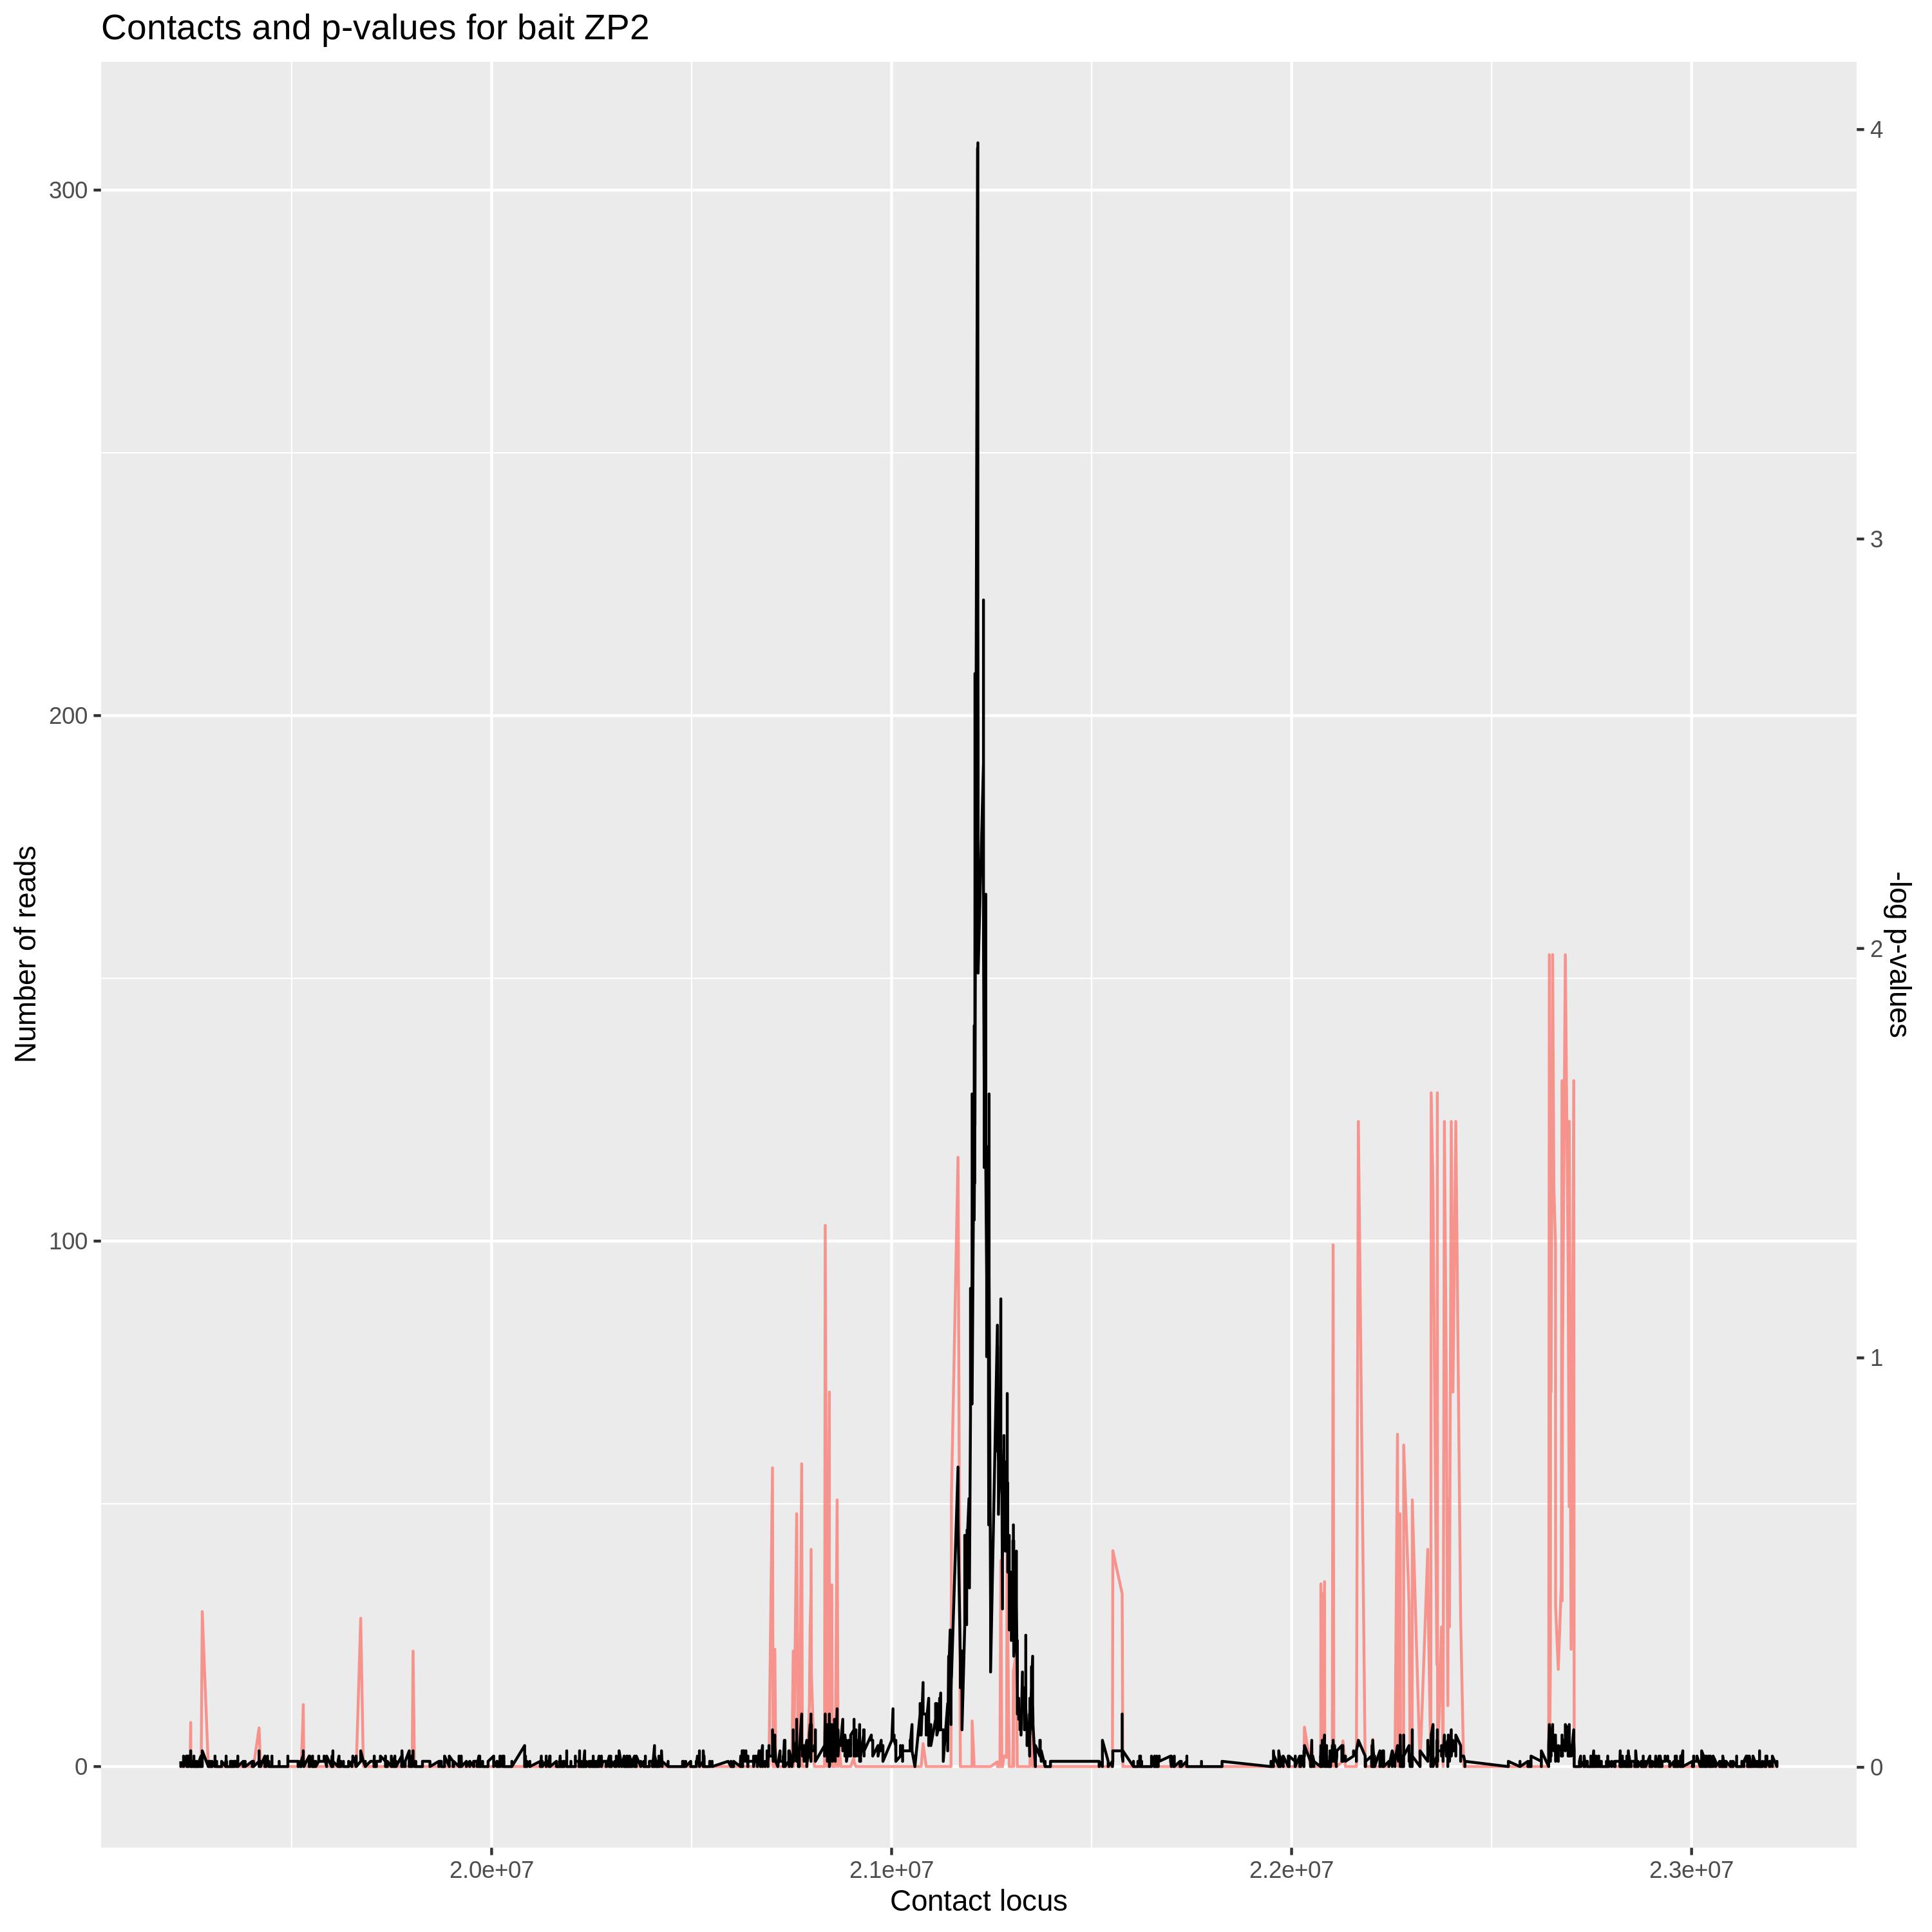 Contacts and p-values for bait ZP2
300
200
100
0
Number of reads
4
3
2
1
0
-log p-values
2.0e+07
2.1e+07
2.2e+07
2.3e+07
Contact locus